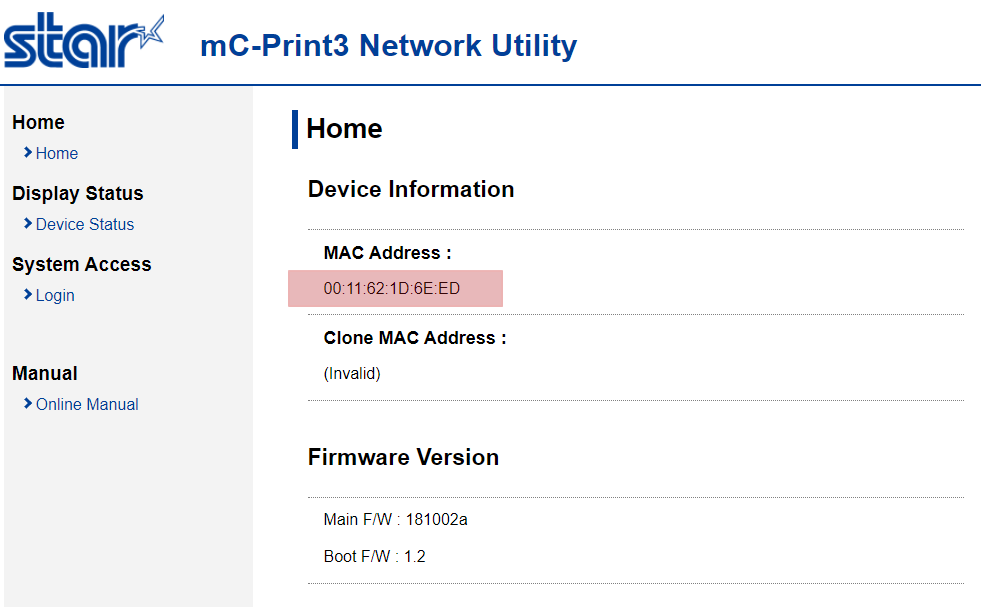 star
mC-Print3 Network Utility
Home
Home
Display Status
Device Status
System Access
Login
Manual
Online Manual
Home
Device Information
MAC Address :
00:11:62:1D:6E:ED
Clone MAC Address :
(Invalid)
Firmware Version
Main F/W : 181002a
Boot F/W : 1.2